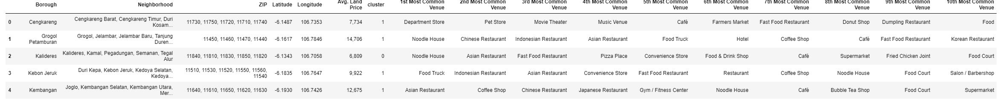 Borough Neighborhood ZIP Latitude Longitude Avg. Land Price cluster 1st Most Common Venue 2nd Most Common Venue 3rd Most Common Venue 4th Most Common Venue 5th Most Common Venue 6th Most Common Venue 7th Most Common Venue 8th Most Common Venue 9th Most Common Venue 10th Most Common Venue
0 Cengkareng Cengkareng Barat, Cengkareng Timur, Duri Kosam... 11730, 11750, 11720, 11710, 11740 -6.1487 106.7353 7,734 1 Department Store Pet Store Movie Theater Music Venue Café Farmers Market Fast Food Restaurant Donut Shop Dumpling Restaurant Food
1 Grogol Petamburan Grogol, Jelambar, Jelambar Baru, Tanjung Duren... 11450, 11460, 11470, 11440 -6.1617 106.7846 14,706 1 Noodle House Chinese Restaurant Indonesian Restaurant Asian Restaurant Food Truck Hotel Coffee Shop Café Fast Food Restaurant Korean Restaurant
2 Kalideres Kalideres, Kamal, Pegadungan, Semanan, Tegal Alur 11840, 11810, 11830, 11850, 11820 -6.1343 106.7058 6,809 0 Noodle House Asian Restaurant Fast Food Restaurant Pizza Place Convenience Store Food & Drink Shop Café Supermarket Fried Chicken Joint Food Court
3 Kebon Jeruk Duri Kepa, Kebon Jeruk, Kedoya Selatan, Kedoya... 11510, 11530, 11520, 11550, 11560, 11540 -6.1835 106.7647 9,922 1 Food Truck Indonesian Restaurant Asian Restaurant Convenience Store Fast Food Restaurant Restaurant Coffee Shop Noodle House Food Court Salon / Barbershop
4 Kembangan Joglo, Kembangan Selatan, Kembangan Utara, Mer... 11640, 11610, 11650, 11620, 11630 -6.1930 106.7426 12,675 1 Asian Restaurant Coffee Shop Chinese Restaurant Japanese Restaurant Gym / Fitness Center Noodle House Café Bubble Tea Shop Food Court Supermarket